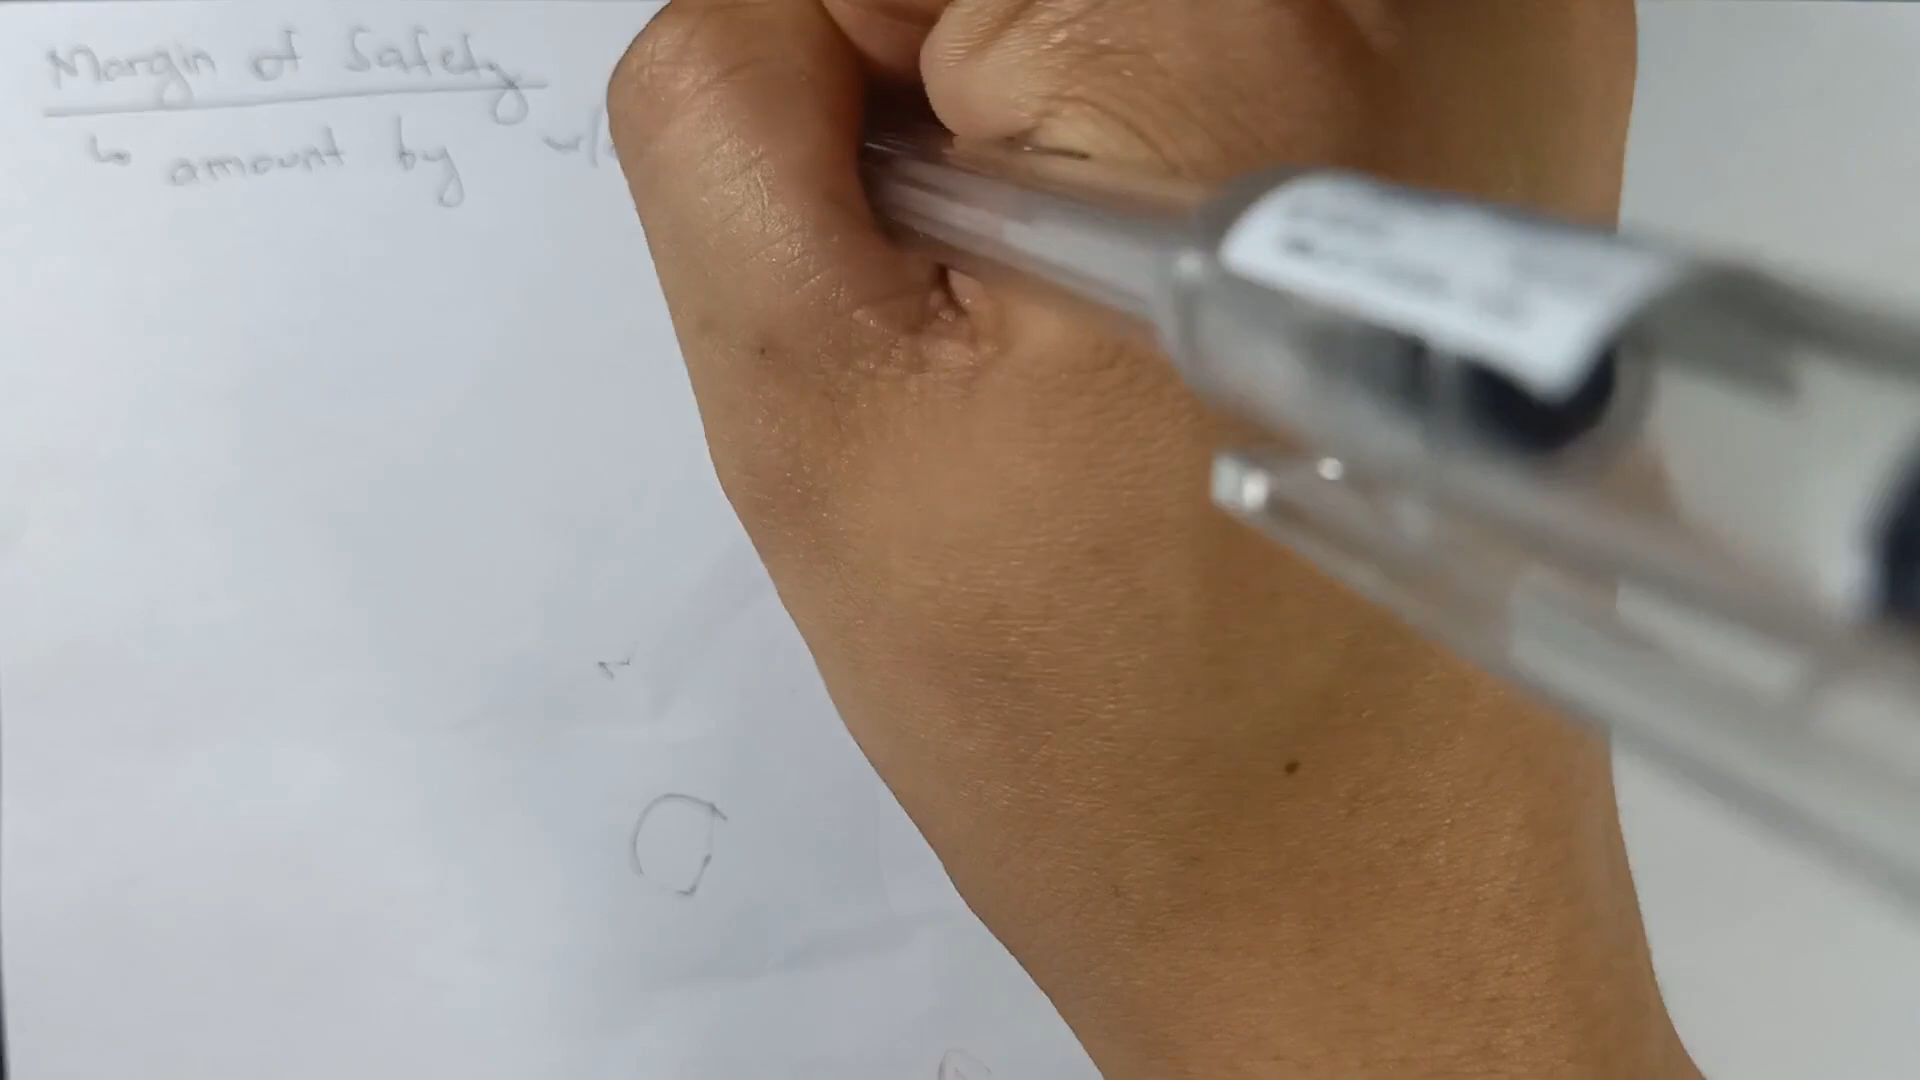 Margin of Safety
↳ amount by w/